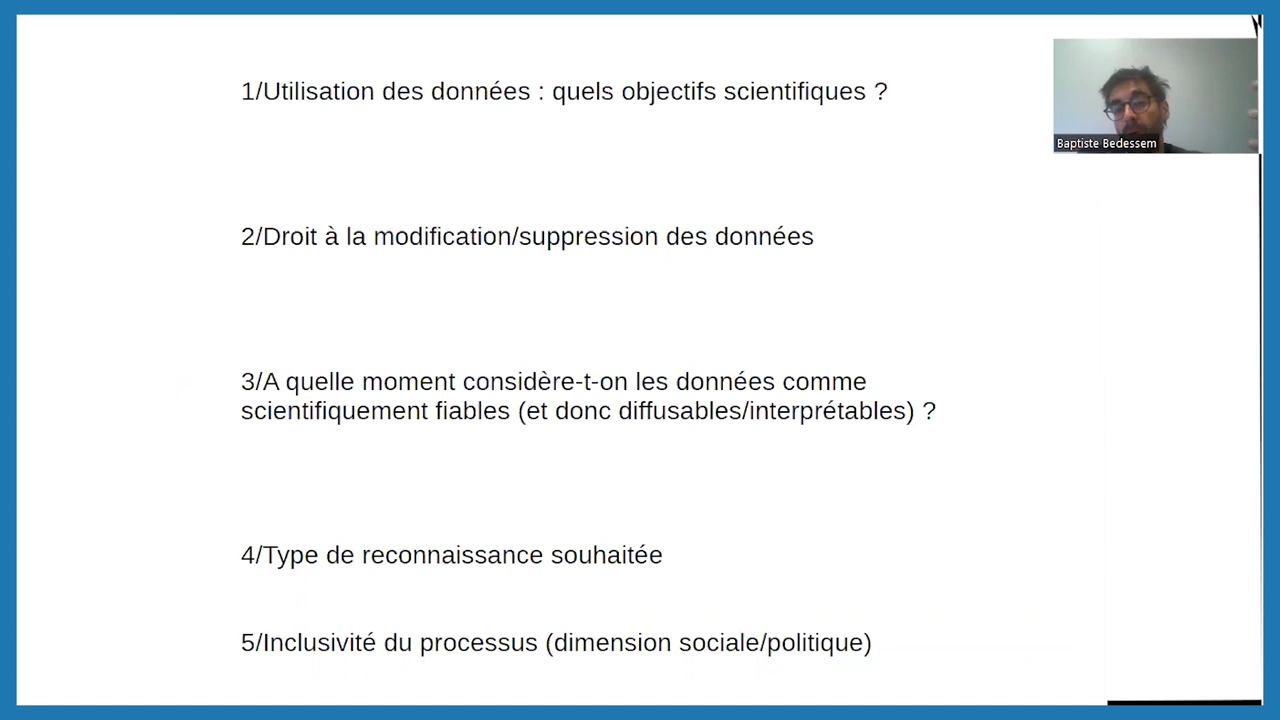 1/Utilisation des données : quels objectifs scientifiques ?
Baptiste Bedessem
2/Droit à la modification/suppression des données
3/A quelle moment considère-t-on les données comme
scientifiquement fiables (et donc diffusables/interprétables) ?
4/Type de reconnaissance souhaitée
5/Inclusivité du processus (dimension sociale/politique)